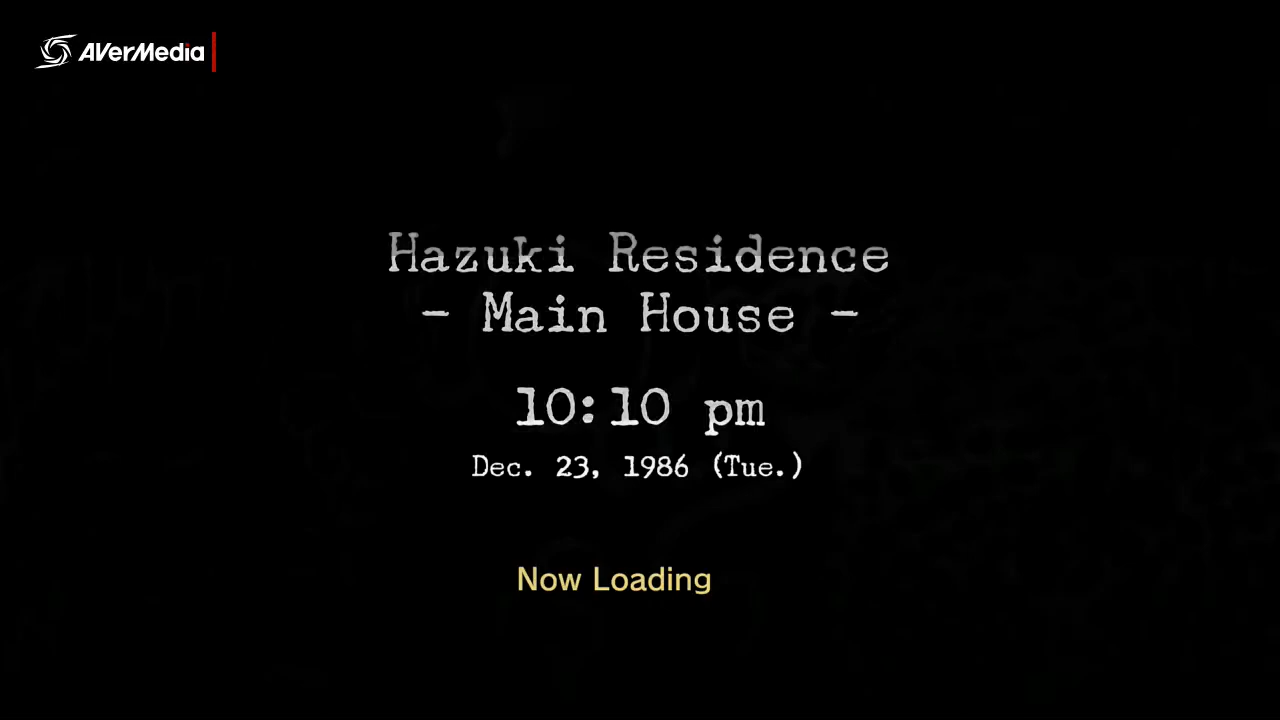 AVerMedia
Hazuki Residence
- Main House -
10:10 pm
Dec. 23, 1986 (Tue.)
Now Loading